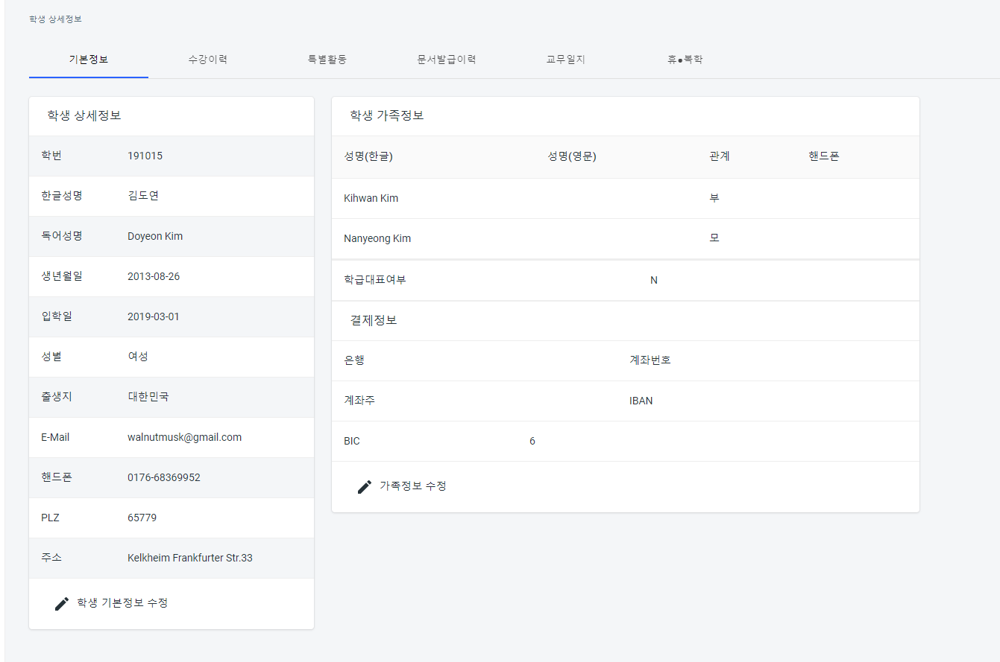 학생 상세정보
기본정보 수강이력 특별활동 문서발급이력 교무일지 휴●복학
학생 상세정보
학번 191015
한글성명 김도연
독어성명 Doyeon Kim
생년월일 2013-08-26
입학일 2019-03-01
성별 여성
출생지 대한민국
E-Mail walnutmusk@gmail.com
핸드폰 0176-68369952
PLZ 65779
주소 Kelkheim Frankfurter Str.33
학생 기본정보 수정
학생 가족정보
성명(한글) 성명(영문) 관계 핸드폰
Kihwan Kim 부
Nanyeong Kim 모
학급대표여부 N
결제정보
은행 계좌번호
계좌주 IBAN
BIC 6
가족정보 수정